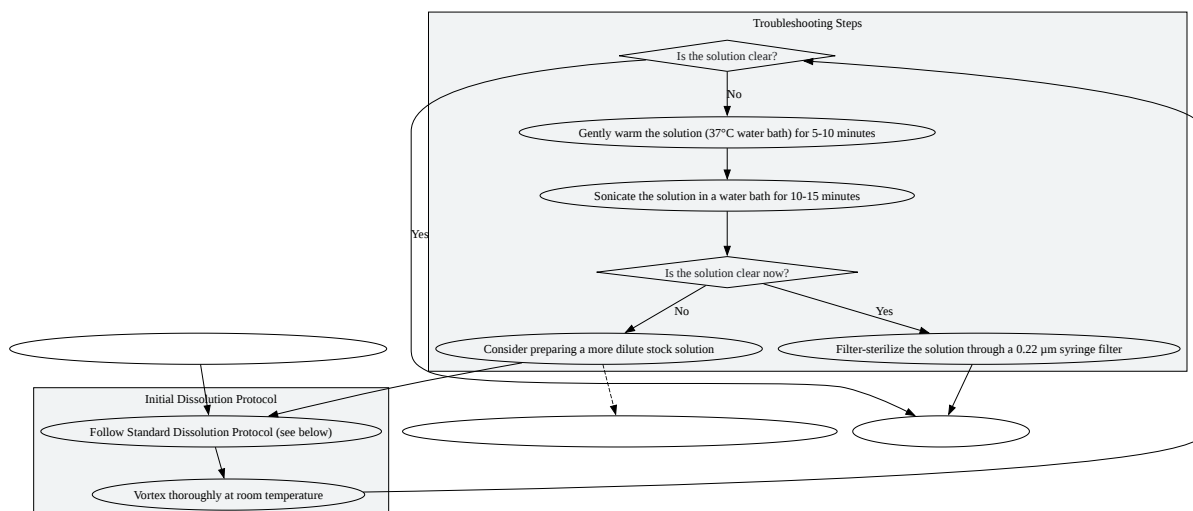 Troubleshooting Steps
Is the solution clear?
No
Gently warm the solution (37°C water bath) for 5-10 minutes
Sonicate the solution in a water bath for 10-15 minutes
Yes
Is the solution clear now?
No
Yes
Consider preparing a more dilute stock solution
Filter-sterilize the solution through a 0.22 µm syringe filter
Initial Dissolution Protocol
Follow Standard Dissolution Protocol (see below)
Vortex thoroughly at room temperature